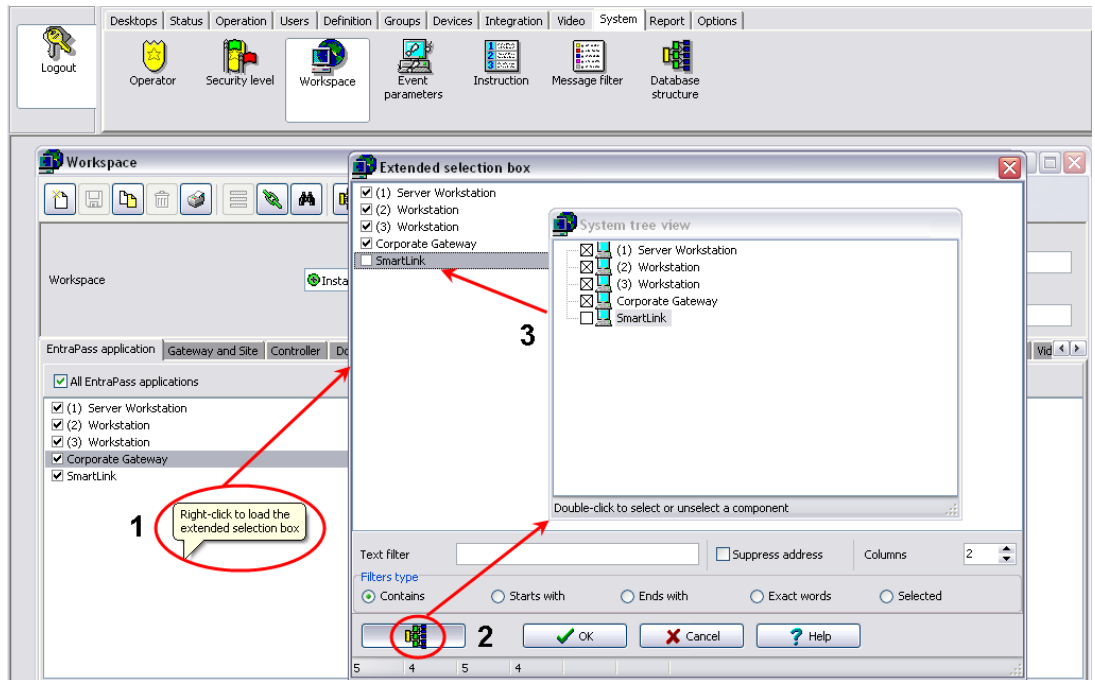 Desktops Status Operation Users Definition Groups Devices Integration Video System Report Options
Logout
Operator
Security level
Workspace
Event
parameters
Instruction
Message filter
Database
structure
Workspace
Workspace
Insta
EntraPass application Gateway and Site Controller Do
Vid
All EntraPass applications
(1) Server Workstation
(2) Workstation
(3) Workstation
Corporate Gateway
SmartLink
1
Right-click to load the
extended selection box
Extended selection box
(1) Server Workstation
(2) Workstation
(3) Workstation
Corporate Gateway
SmartLink
3
System tree view
(1) Server Workstation
(2) Workstation
(3) Workstation
Corporate Gateway
SmartLink
Double-click to select or unselect a component
Text filter
Suppress address
Columns
2
Filters type
Contains Starts with Ends with Exact words Selected
2
OK
Cancel
Help
5 4 5 4